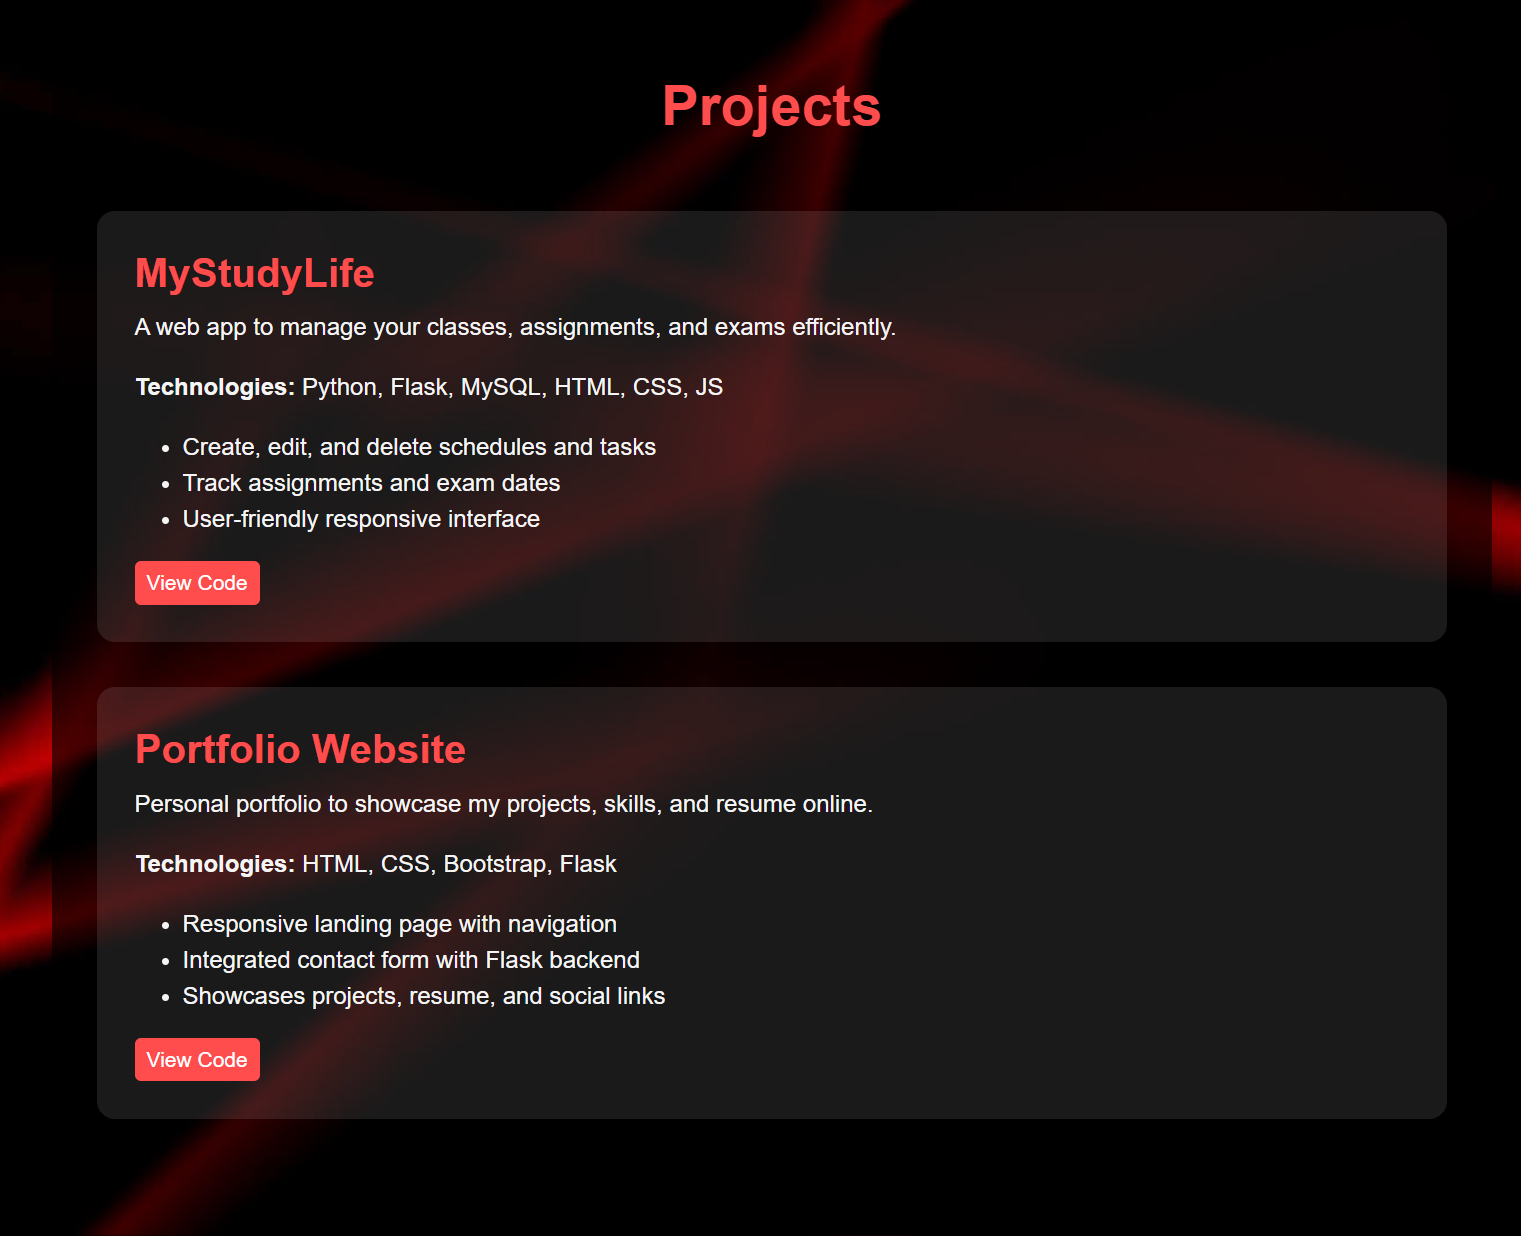 Projects
MyStudyLife
A web app to manage your classes, assignments, and exams efficiently.
Technologies: Python, Flask, MySQL, HTML, CSS, JS
Create, edit, and delete schedules and tasks
Track assignments and exam dates
User-friendly responsive interface
View Code
Portfolio Website
Personal portfolio to showcase my projects, skills, and resume online.
Technologies: HTML, CSS, Bootstrap, Flask
Responsive landing page with navigation
Integrated contact form with Flask backend
Showcases projects, resume, and social links
View Code